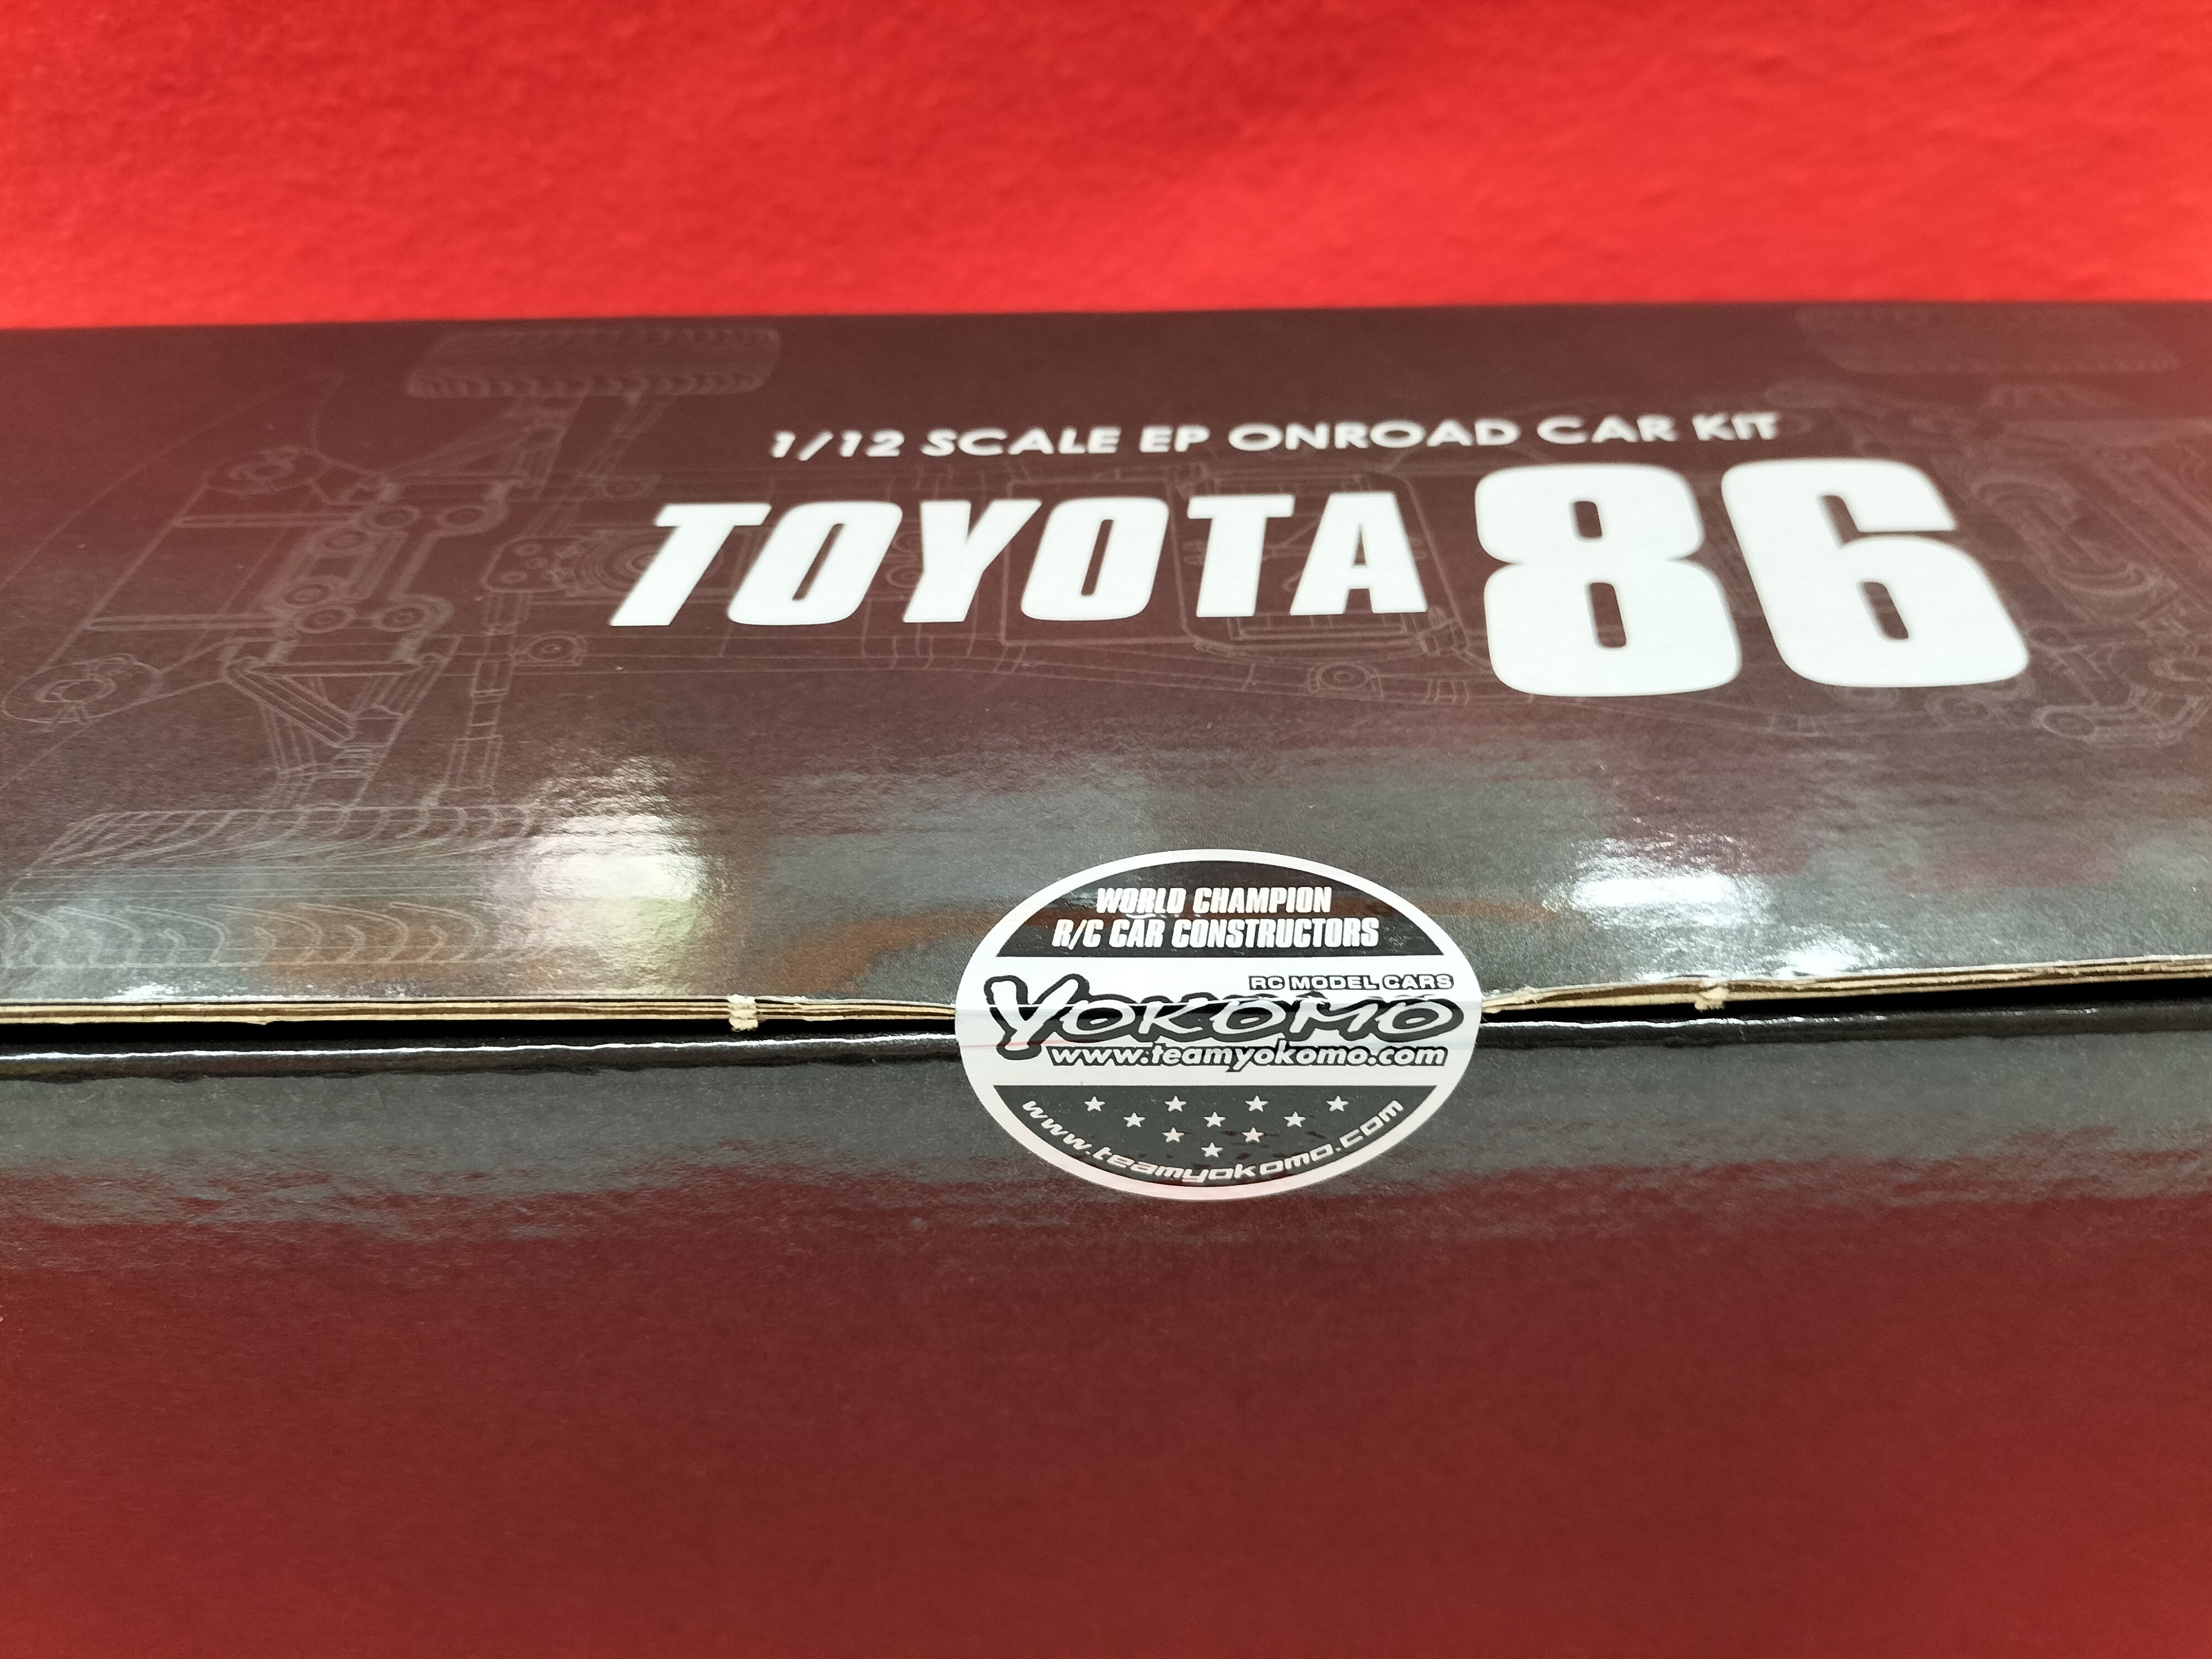 1/12 SCALE EP ONROAD CAR KIT
TOYOTA 86
WORLD CHAMPION
R/C CAR CONSTRUCTORS
RC MODEL CARS
YOKOMO
www.teamyokomo.com
www.teamyokomo.com